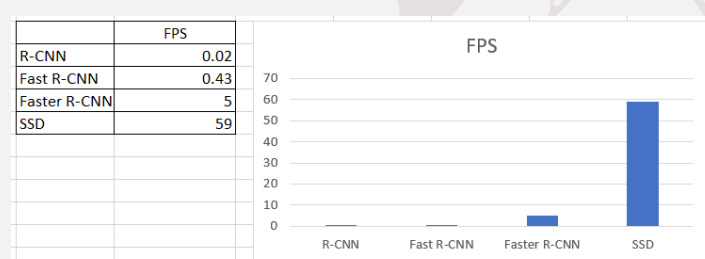 FPS
R-CNN 0.02
Fast R-CNN 0.43
Faster R-CNN 5
SSD 59
FPS
70
60
50
40
30
20
10
0
R-CNN Fast R-CNN Faster R-CNN SSD